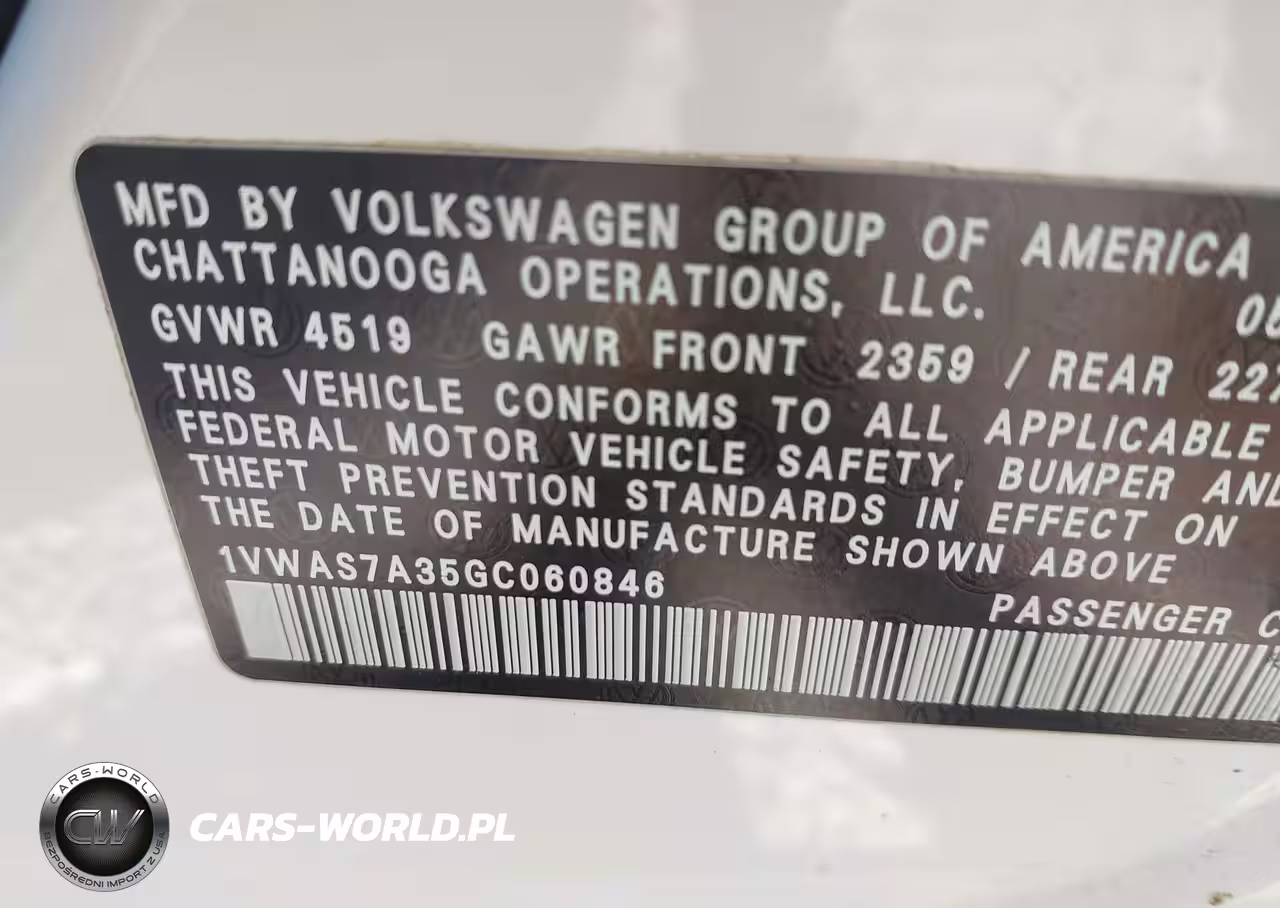 MFD BY VOLKSWAGEN GROUP OF AMERICA
CHATTANOOGA OPERATIONS, LLC.
GVWR 4519 GAWR FRONT 2359 / REAR 227
THIS VEHICLE CONFORMS TO ALL APPLICABLE
FEDERAL MOTOR VEHICLE SAFETY, BUMPER AND
THEFT PREVENTION STANDARDS IN EFFECT ON
THE DATE OF MANUFACTURE SHOWN ABOVE
1VWAS7A35GC060846
PASSENGER C
CARS-WORLD
CW
BEZPOŚREDNI IMPORT Z USA
CARS-WORLD.PL